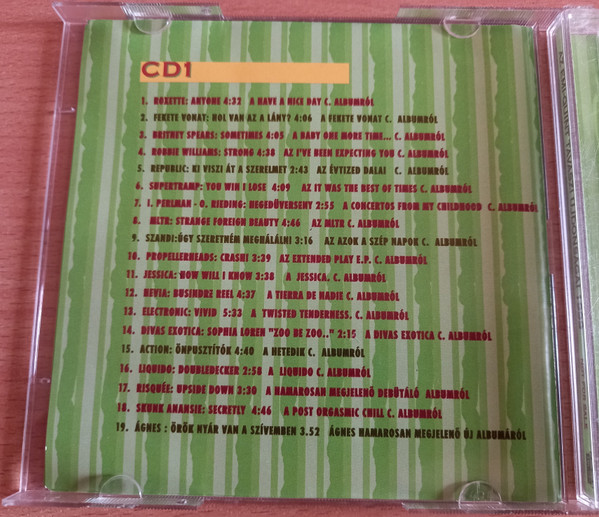 CD1
1. ROXETTE: ANYONE 4:32 A HAVE A NICE DAY C. ALBUMRÓL
2. FEKETE VONAT: HOL VAN AZ A LÁNY? 4:06 A FEKETE VONAT C. ALBUMRÓL
3. BRITNEY SPEARS: SOMETIMES 4:05 A BABY ONE MORE TIME... C. ALBUMRÓL
4. ROBBIE WILLIAMS: STRONG 4:38 AZ I'VE BEEN EXPECTING YOU C. ALBUMRÓL
5. REPUBLIC: KI VISZI ÁT A SZERELMET 2:43 AZ ÉVTIZED DALAI C. ALBUMRÓL
6. SUPERTRAMP: YOU WIN I LOSE 4:09 AZ IT WAS THE BEST OF TIMES C. ALBUMRÓL
7. I. PERLMAN - O. RIEDING: HEGEDŰVERSENY 2:55 A CONCERTOS FROM MY CHILDHOOD C. ALBUMRÓL
8. MLTR: STRANGE FOREIGN BEAUTY 4:46 AZ MLTR C. ALBUMRÓL
9. SZANDI:ÚGY SZERETNÉM MEGHÁLÁLNI 3:16 AZ AZOK A SZÉP NAPOK C. ALBUMRÓL
10. PROPELLERHEADS: CRASH! 3:39 AZ EXTENDED PLAY E.P. C. ALBUMRÓL
11. JESSICA: HOW WILL I KNOW 3:38 A JESSICA. C. ALBUMRÓL
12. HEVIA: BUSINDRE REEL 4:37 A TIERRA DE NADIE C. ALBUMRÓL
13. ELECTRONIC: VIVID 5:33 A TWISTED TENDERNESS. C. ALBUMRÓL
14. DIVAS EXOTICA: SOPHIA LOREN "ZOO BE ZOO.." 2:15 A DIVAS EXOTICA C. ALBUMRÓL
15. ACTION: ÖNPUSZTÍTÓK 4:40 A HETEDIK C. ALBUMRÓL
16. LIQUIDO: DOUBLEDECKER 2:58 A LIQUIDO C. ALBUMRÓL
17. RISQUÉE: UPSIDE DOWN 3:30 A HAMAROSAN MEGJELENŐ DEBÜTÁLÓ ALBUMRÓL
18. SKUNK ANANSIE: SECRETLY 4:46 A POST ORGASMIC CHILL C. ALBUMRÓL
19. ÁGNES : ÖRÖK NYÁR VAN A SZÍVEMBEN 3.52 ÁGNES HAMAROSAN MEGJELENŐ ÚJ ALBUMÁRÓL